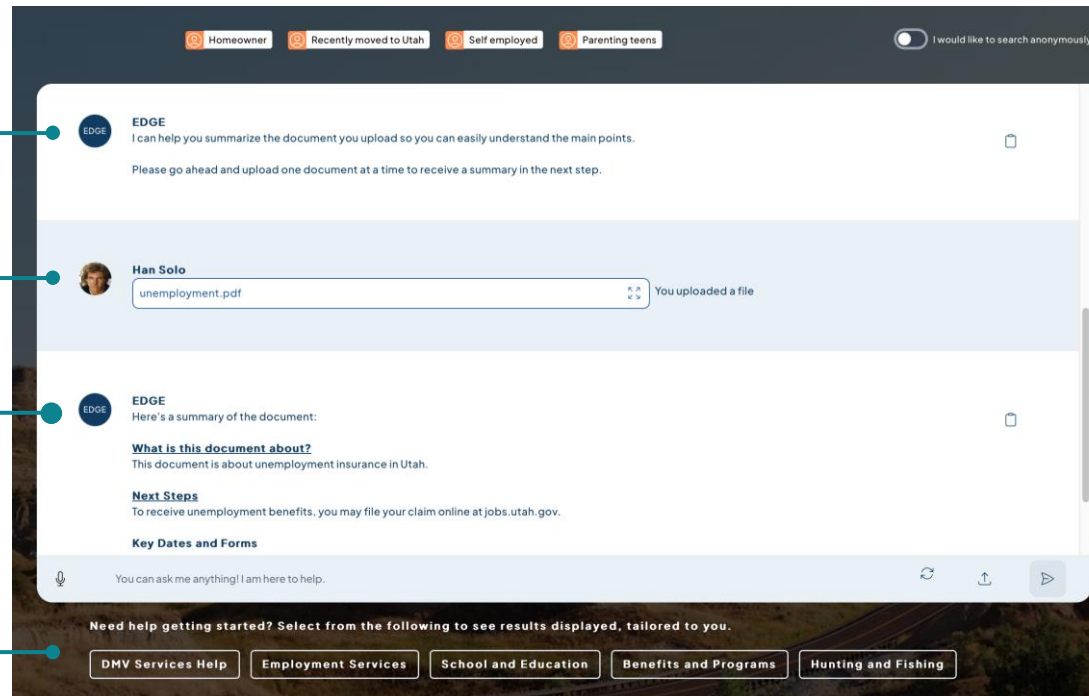 Homeowner
Recently moved to Utah
Self employed
Parenting teens
I would like to search anonymously
EDGE
EDGE
I can help you summarize the document you upload so you can easily understand the main points.
Please go ahead and upload one document at a time to receive a summary in the next step.
Han Solo
unemployment.pdf
You uploaded a file
EDGE
EDGE
Here's a summary of the document:
What is this document about?
This document is about unemployment insurance in Utah.
Next Steps
To receive unemployment benefits, you may file your claim online at jobs.utah.gov.
Key Dates and Forms
You can ask me anything! I am here to help.
Need help getting started? Select from the following to see results displayed, tailored to you.
DMV Services Help
Employment Services
School and Education
Benefits and Programs
Hunting and Fishing